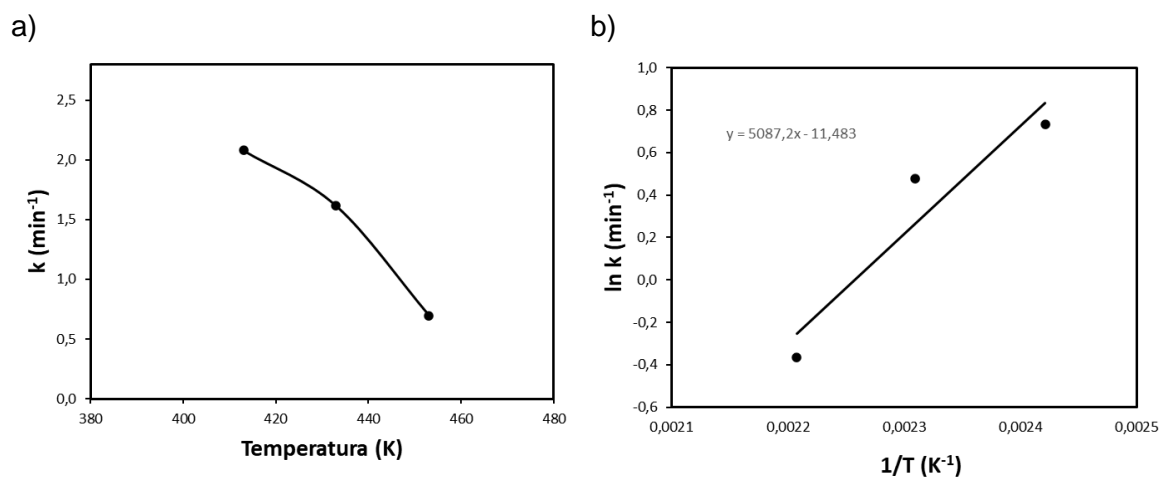 a)
2,5
2,0
1,5
1,0
0,5
0,0
k (min-1)
380 400 420 440 460 480
Temperatura (K)
b)
1,0
0,8
0,6
0,4
0,2
0,0
-0,2
-0,4
-0,6
ln k (min-1)
y = 5087,2x - 11,483
0,0021 0,0022 0,0023 0,0024 0,0025
1/T (K-1)